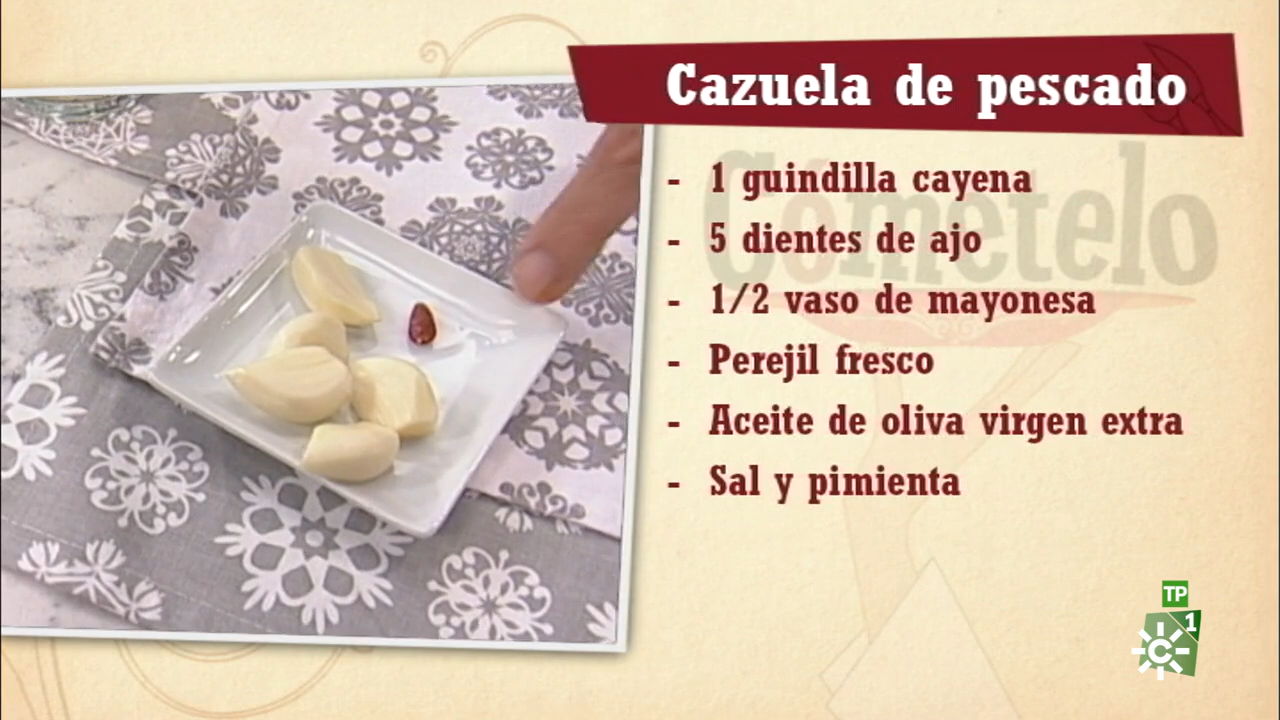 Cazuela de pescado
Cómetelo
- 1 guindilla cayena
- 5 dientes de ajo
- 1/2 vaso de mayonesa
- Perejil fresco
- Aceite de oliva virgen extra
- Sal y pimienta
TP
1
C